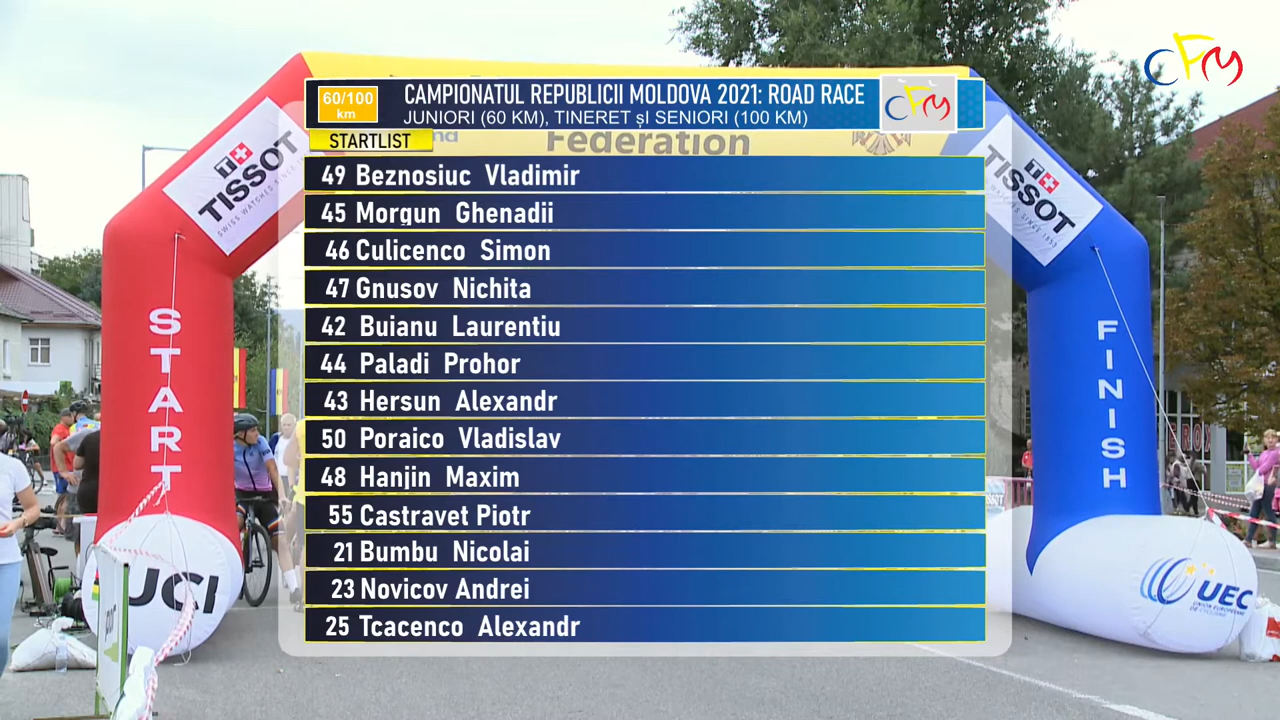 CFM
60/100
km
CAMPIONATUL REPUBLICII MOLDOVA 2021: ROAD RACE
JUNIORI (60 KM), TINERET și SENIORI (100 KM)
CFM
STARTLIST
Federation
49 Beznosiuc Vladimir
45 Morgun Ghenadii
46 Culicenco Simon
47 Gnusov Nichita
42 Buianu Laurentiu
44 Paladi Prohor
43 Hersun Alexandr
50 Poraico Vladislav
48 Hanjin Maxim
55 Castravet Piotr
21 Bumbu Nicolai
23 Novicov Andrei
25 Tcacenco Alexandr
TISSOT
SWISS WATCHES SINCE
START
UCI
TISSOT
WATCHES SINCE 1853
FINISH
UEC
UNION EUROPÉENNE
DE CYCLISME